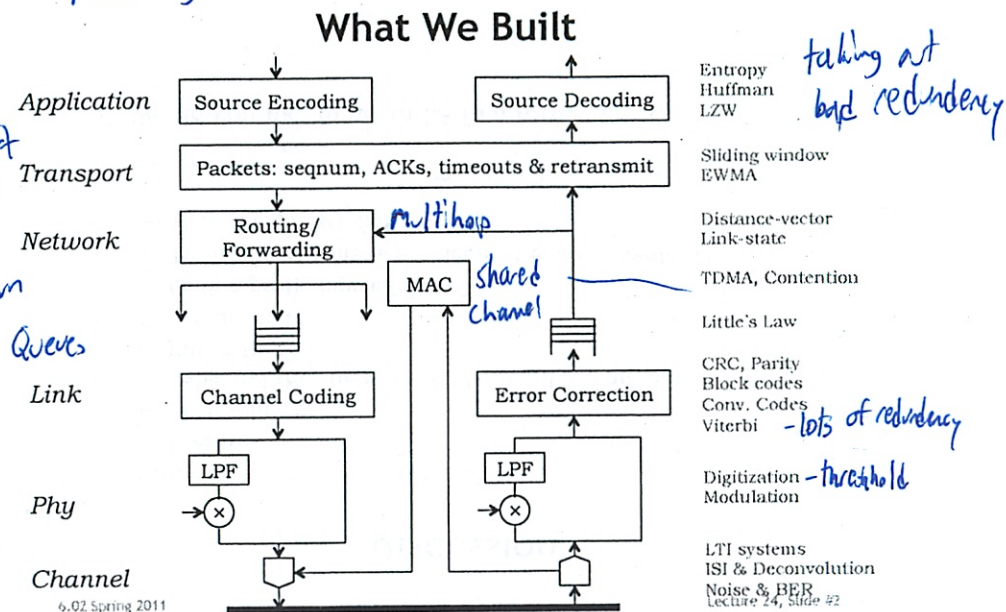 What We Built
Application
Source Encoding
Source Decoding
Entropy
Huffman
LZW
taking out
bad redundency
Transport
Packets: seqnum, ACKs, timeouts & retransmit
Sliding window
EWMA
Network
Routing/
Forwarding
multihop
Distance-vector
Link-state
MAC
shared
chanel
TDMA, Contention
Queues
Little's Law
Link
Channel Coding
Error Correction
CRC, Parity
Block codes
Conv. Codes
Viterbi
- lots of redundency
Phy
LPF
×
LPF
×
Digitization
- threshold
Modulation
Channel
LTI systems
ISI & Deconvolution
Noise & BER
6.02 Spring 2011
Lecture 24, Slide #2